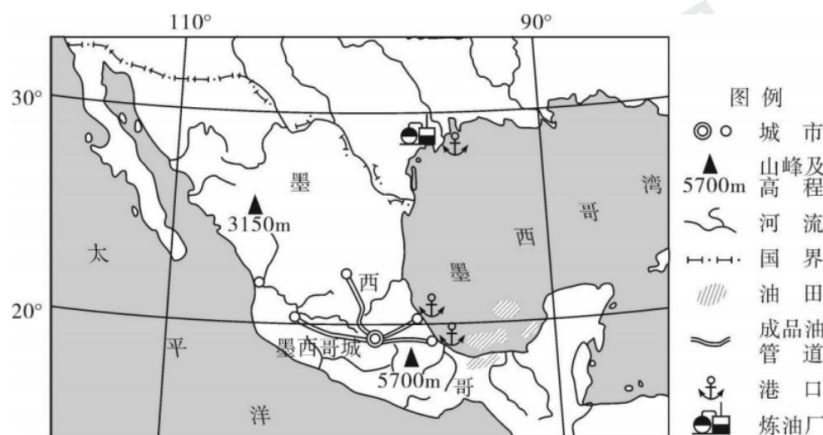 110°
90°
30°
20°
墨
西
哥
太
平
洋
墨
西
哥
湾
3150m
墨西哥城
5700m
图例
城市
山峰及
5700m 高程
河流
国界
油田
成品油
管道
港口
炼油厂